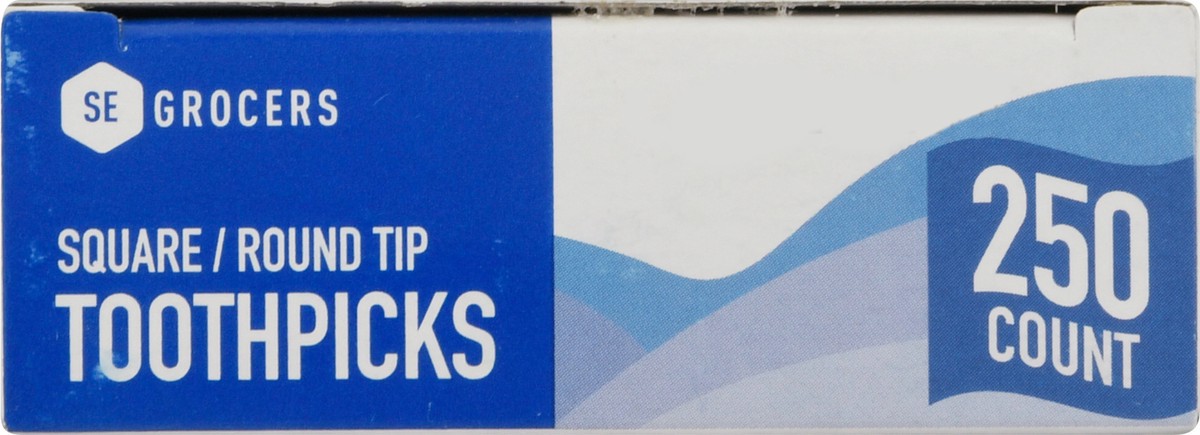 SE GROCERS
SQUARE / ROUND TIP
TOOTHPICKS
250
COUNT